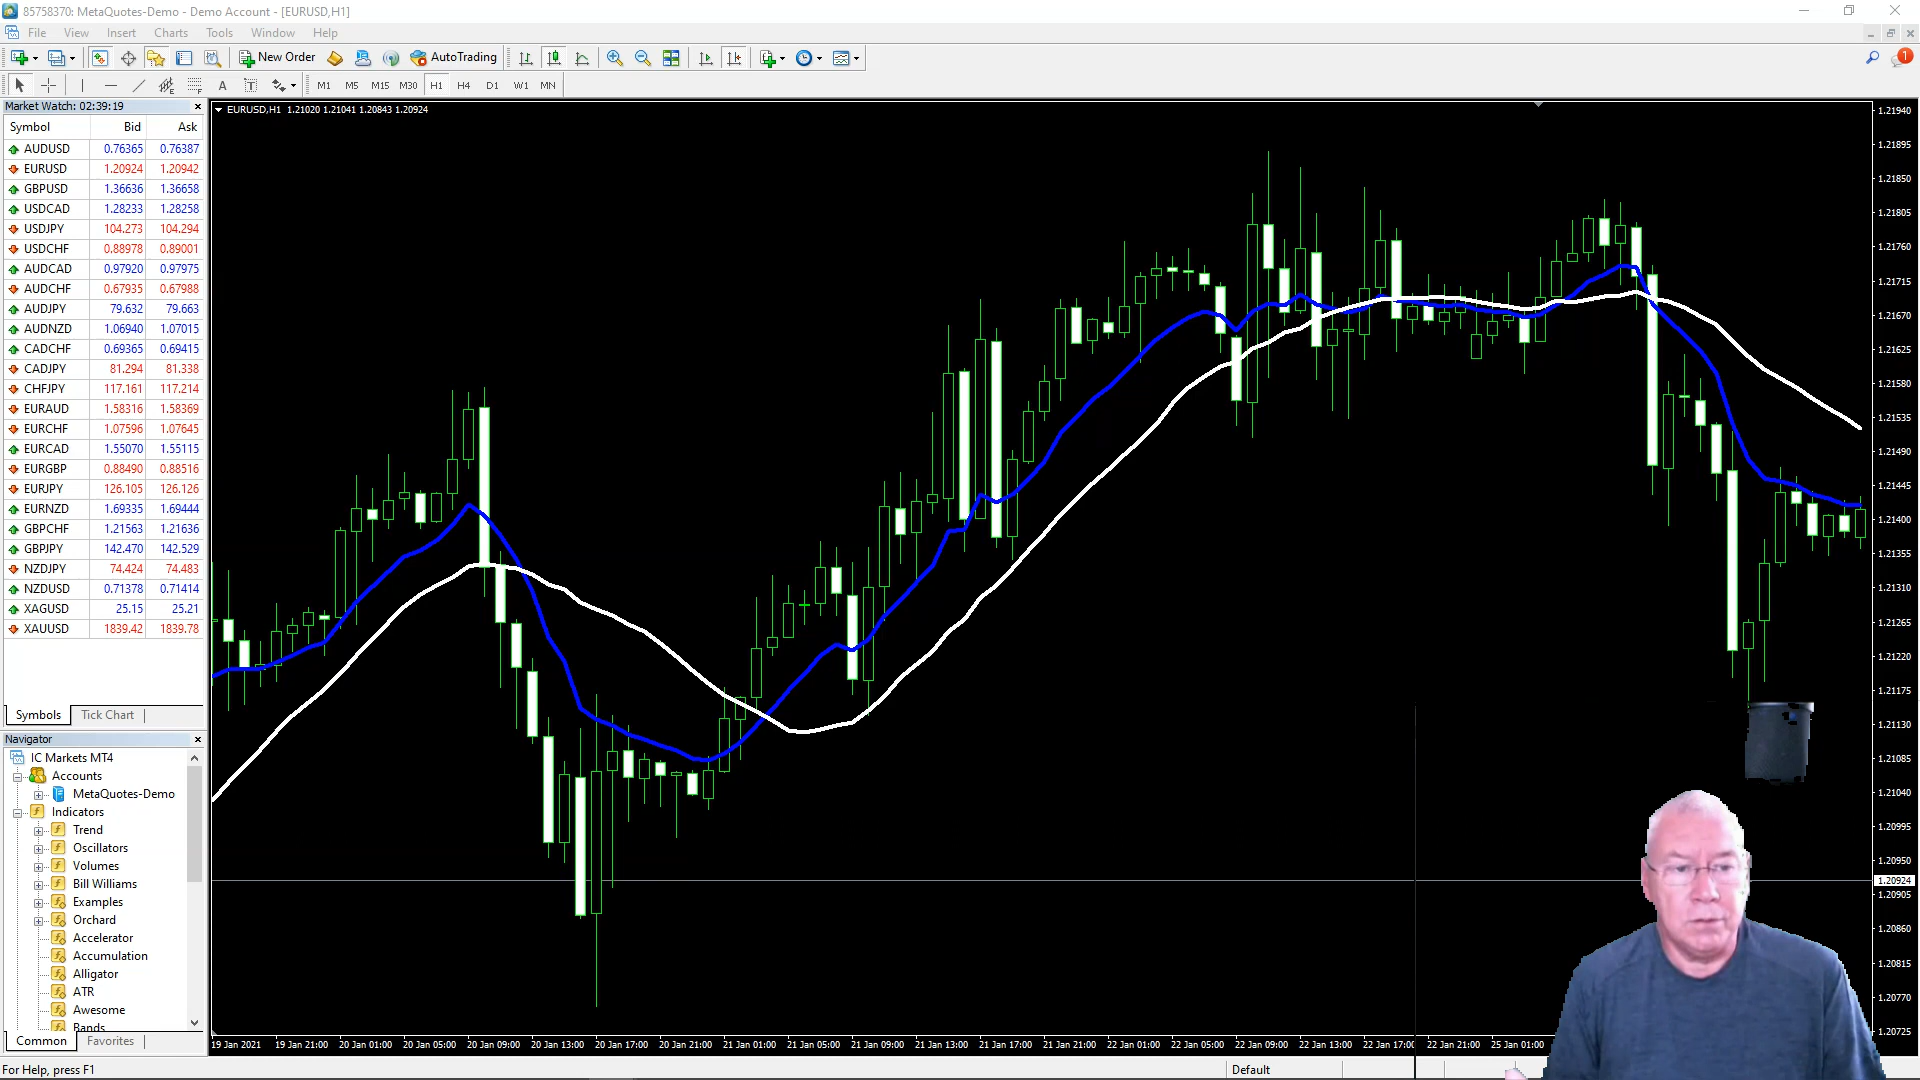 85758370: MetaQuotes-Demo - Demo Account - [EURUSD,H1]
File View Insert Charts Tools Window Help
New Order AutoTrading 1
A T M1 M5 M15 M30 H1 H4 D1 W1 MN
Market Watch: 02:39:19
Symbol Bid Ask
AUDUSD 0.76365 0.76387
EURUSD 1.20924 1.20942
GBPUSD 1.36636 1.36658
USDCAD 1.28233 1.28258
USDJPY 104.273 104.294
USDCHF 0.88978 0.89001
AUDCAD 0.97920 0.97975
AUDCHF 0.67935 0.67988
AUDJPY 79.632 79.663
AUDNZD 1.06940 1.07015
CADCHF 0.69365 0.69415
CADJPY 81.294 81.338
CHFJPY 117.161 117.214
EURAUD 1.58316 1.58369
EURCHF 1.07596 1.07645
EURCAD 1.55070 1.55115
EURGBP 0.88490 0.88516
EURJPY 126.105 126.126
EURNZD 1.69335 1.69444
GBPCHF 1.21563 1.21636
GBPJPY 142.470 142.529
NZDJPY 74.424 74.483
NZDUSD 0.71378 0.71414
XAGUSD 25.15 25.21
XAUUSD 1839.42 1839.78
Symbols Tick Chart
Navigator
IC Markets MT4
Accounts
MetaQuotes-Demo
Indicators
Trend
Oscillators
Volumes
Bill Williams
Examples
Orchard
Accelerator
Accumulation
Alligator
ATR
Awesome
Bands
Common Favorites
EURUSD,H1 1.21020 1.21041 1.20843 1.20924
1.21940
1.21895
1.21850
1.21805
1.21760
1.21715
1.21670
1.21625
1.21580
1.21535
1.21490
1.21445
1.21400
1.21355
1.21310
1.21265
1.21220
1.21175
1.21130
1.21085
1.21040
1.20995
1.20950
1.20924
1.20905
1.20860
1.20815
1.20770
1.20725
19 Jan 2021 19 Jan 21:00 20 Jan 01:00 20 Jan 05:00 20 Jan 09:00 20 Jan 13:00 20 Jan 17:00 20 Jan 21:00 21 Jan 01:00 21 Jan 05:00 21 Jan 09:00 21 Jan 13:00 21 Jan 17:00 21 Jan 21:00 22 Jan 01:00 22 Jan 05:00 22 Jan 09:00 22 Jan 13:00 22 Jan 17:00 22 Jan 21:00 25 Jan 01:00
For Help, press F1 Default